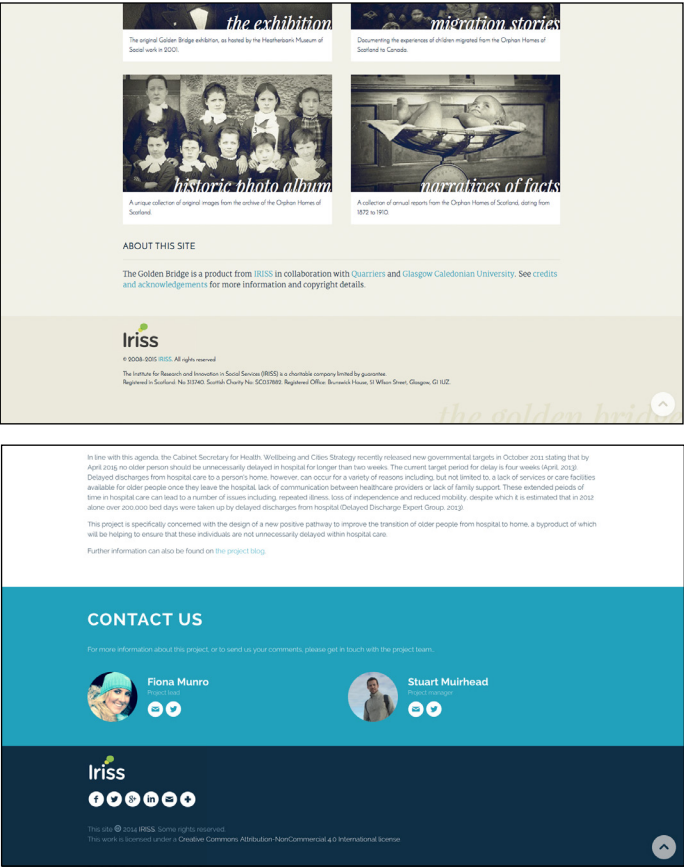 the exhibition
migration stories
The original Golden Bridge exhibition, as hosted by the Heatherbank Museum of
Social work in 2001.
Documenting the experiences of children migrated from the Orphan Homes of
Scotland to Canada.
historic photo album
narratives of facts
A unique collection of original images from the archive of the Orphan Homes of
Scotland.
A collection of annual reports from the Orphan Homes of Scotland, dating from
1872 to 1910.
ABOUT THIS SITE
The Golden Bridge is a product from IRISS in collaboration with Quarriers and Glasgow Caledonian University. See credits
and acknowledgements for more information and copyright details.
Iriss
© 2008-2015 IRISS. All rights reserved
The Institute for Research and Innovation in Social Services (IRISS) is a charitable company limited by guarantee.
Registered in Scotland: No 313740. Scottish Charity No: SC037882. Registered Office: Brunswick House, 51 Wilson Street, Glasgow, G1 1UZ.
the golden bridge
In line with this agenda, the Cabinet Secretary for Health, Wellbeing and Cities Strategy recently released new governmental targets in October 2011 stating that by
April 2015 no older person should be unnecessarily delayed in hospital for longer than two weeks. The current target period for delay is four weeks (April, 2013).
Delayed discharges from hospital care to a person's home, however, can occur for a variety of reasons including, but not limited to, a lack of services or care facilities
available for older people once they leave the hospital, lack of communication between healthcare providers or lack of family support. These extended peiods of
time in hospital care can lead to a number of issues including, repeated illness, loss of independence and reduced mobility, despite which it is estimated that in 2012
alone over 200,000 bed days were taken up by delayed discharges from hospital (Delayed Discharge Expert Group, 2013).
This project is specifically concerned with the design of a new positive pathway to improve the transition of older people from hospital to home, a byproduct of which
will be helping to ensure that these individuals are not unnecessarily delayed within hospital care.
Further information can also be found on the project blog.
CONTACT US
For more information about this project, or to send us your comments, please get in touch with the project team.
Fiona Munro
Project lead
Stuart Muirhead
Project manager
Iriss
This site © 2014 IRISS. Some rights reserved.
This work is licensed under a Creative Commons Attribution-NonCommercial 4.0 International license